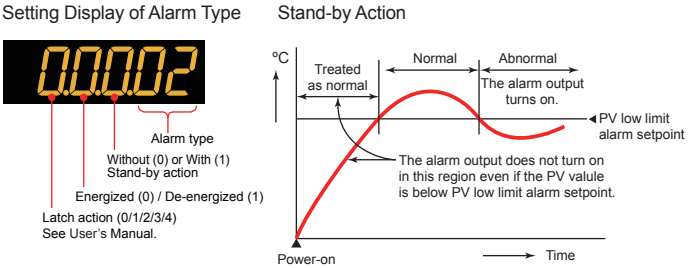 Setting Display of Alarm Type
Stand-by Action
0.0.0.02
Alarm type
Without (0) or With (1)
Stand-by action
Energized (0) / De-energized (1)
Latch action (0/1/2/3/4)
See User's Manual.
ºC
Treated
as normal
Normal
Abnormal
The alarm output
turns on.
PV low limit
alarm setpoint
The alarm output does not turn on
in this region even if the PV valule
is below PV low limit alarm setpoint.
Power-on
Time